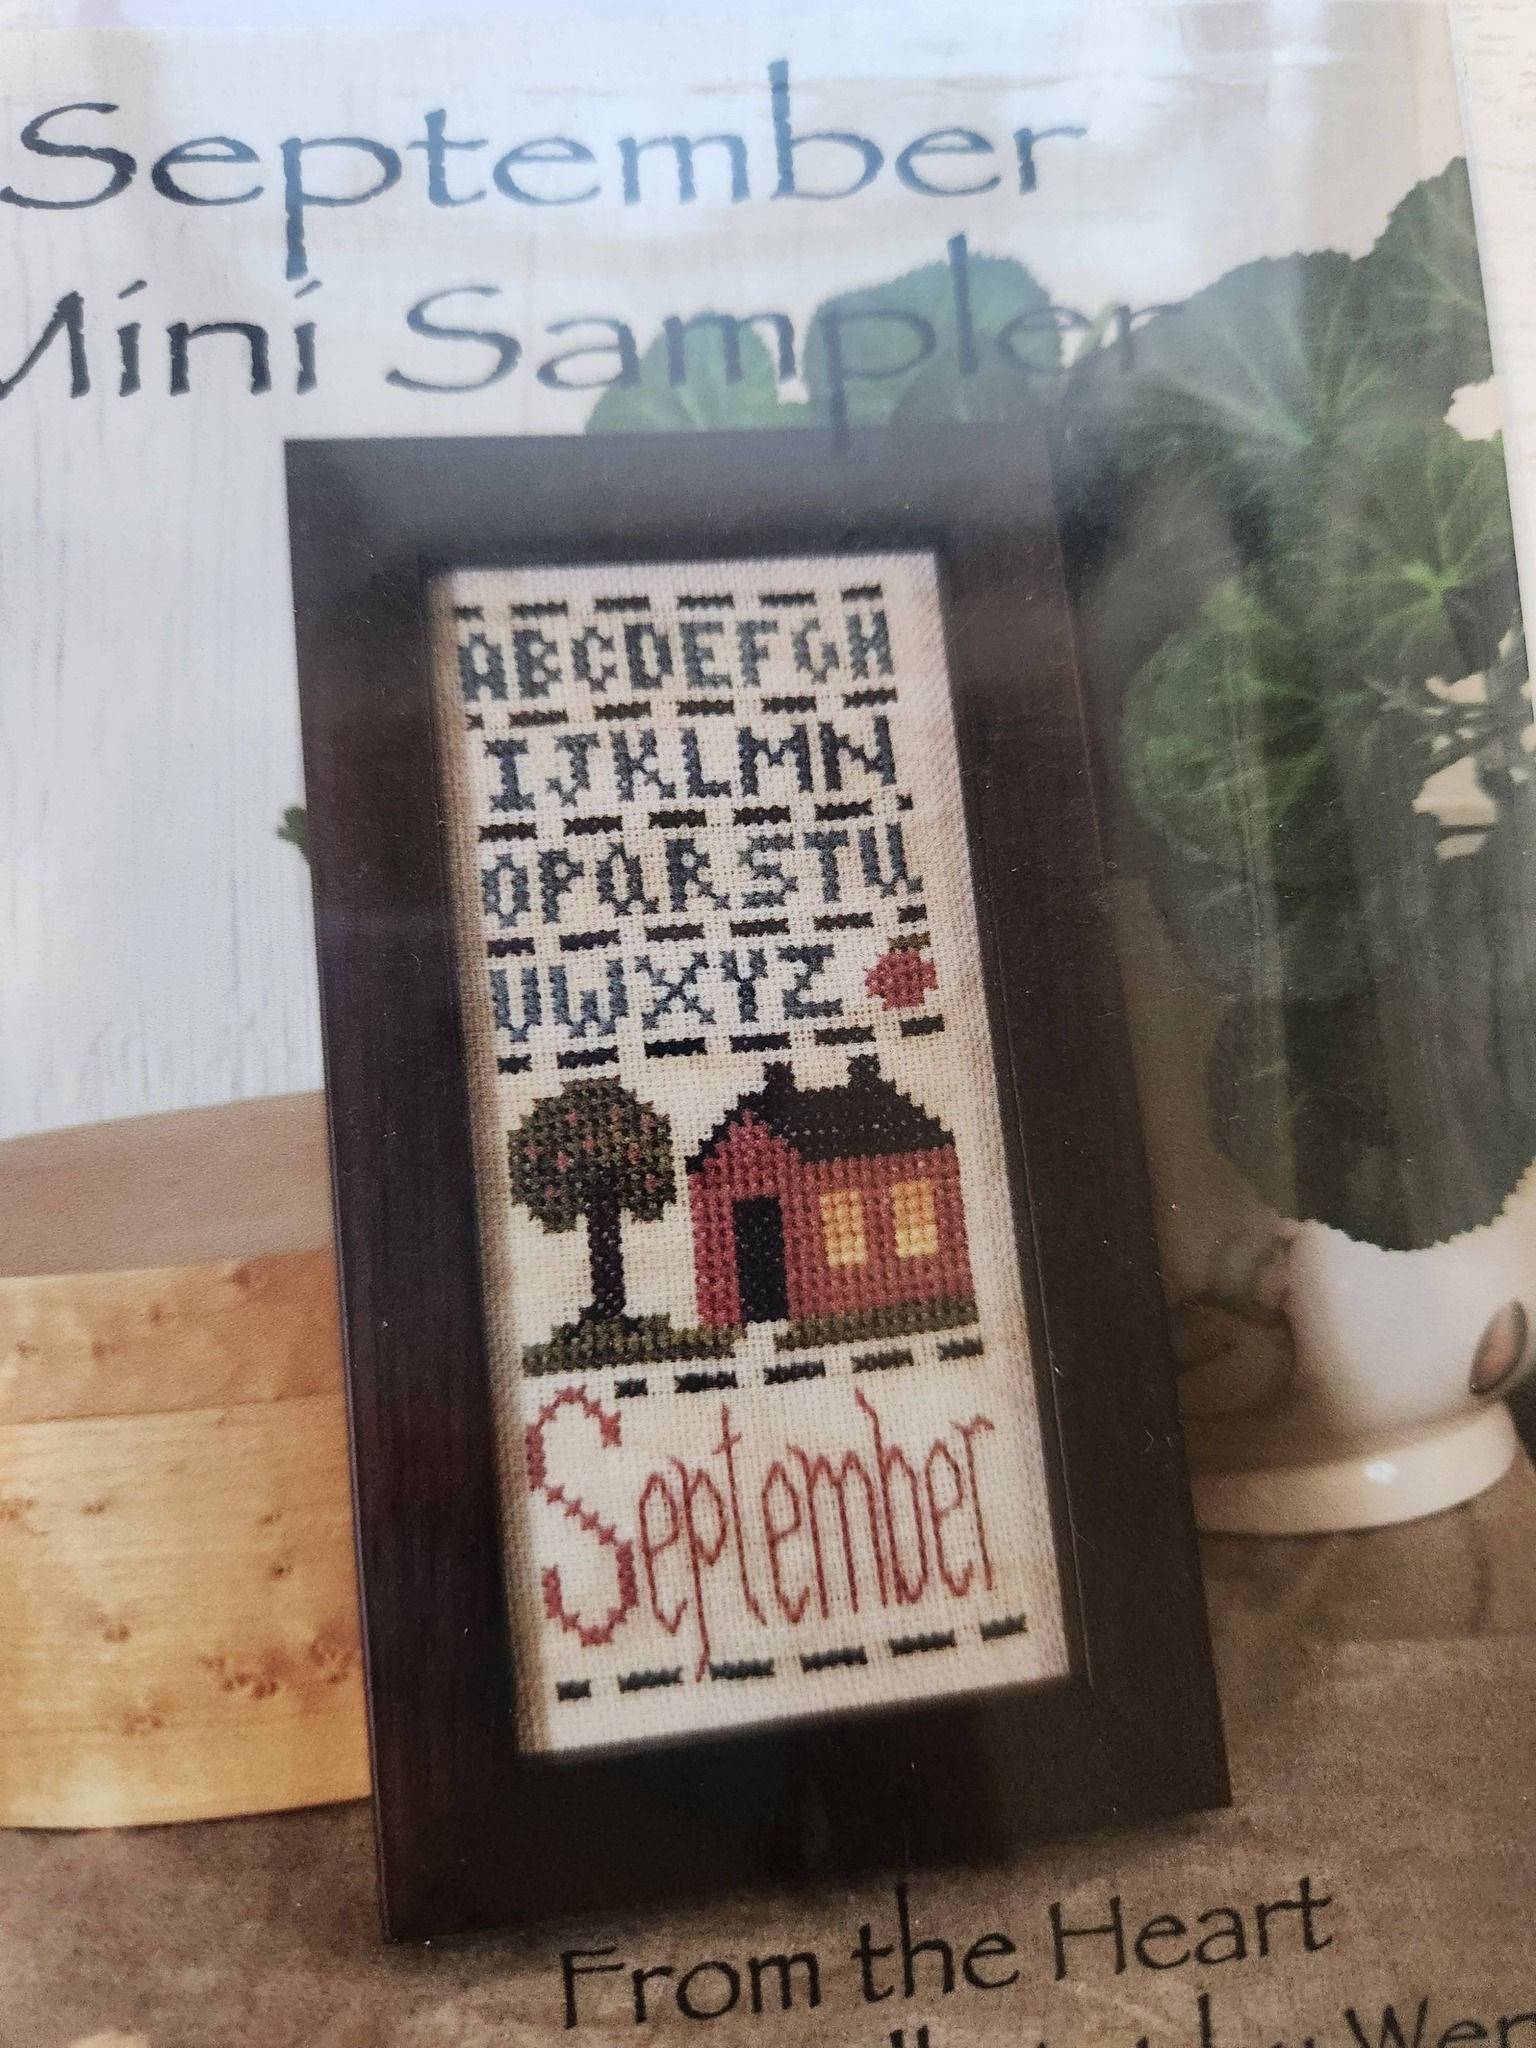 September
Mini Sampler
ABCDEFGH
IJKLMN
OPQRSTU
VWXYZ
September
From the Heart